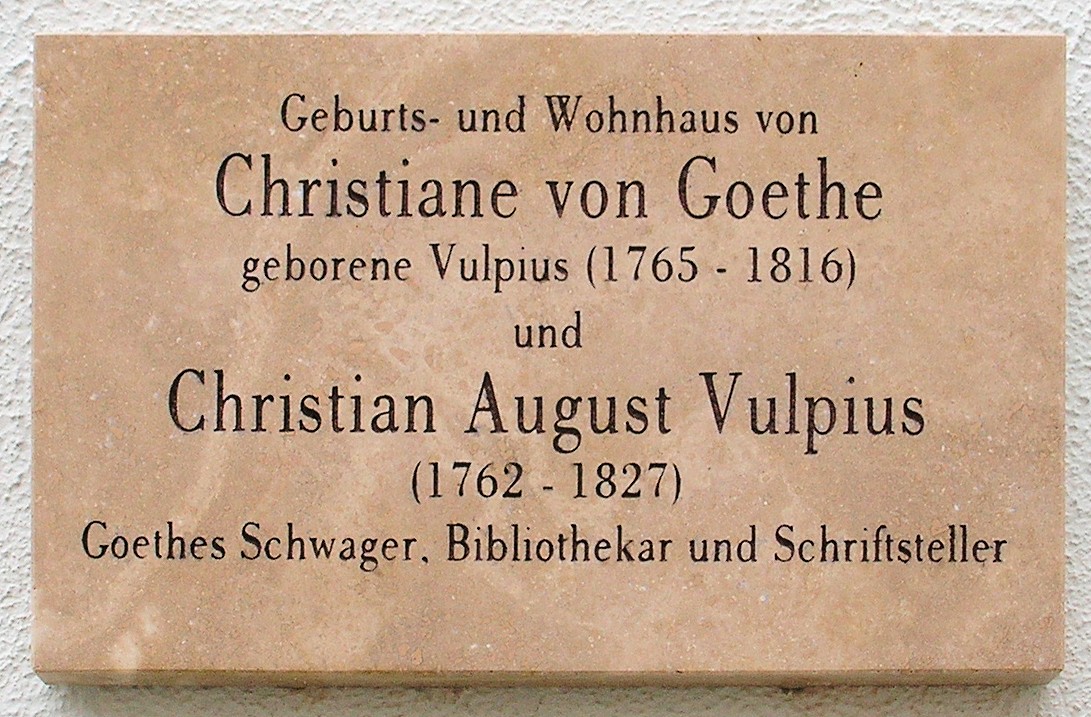 Geburts- und Wohnhaus von
Christiane von Goethe
geborene Vulpius (1765 - 1816)
und
Christian August Vulpius
(1762 - 1827)
Goethes Schwager, Bibliothekar und Schriftsteller